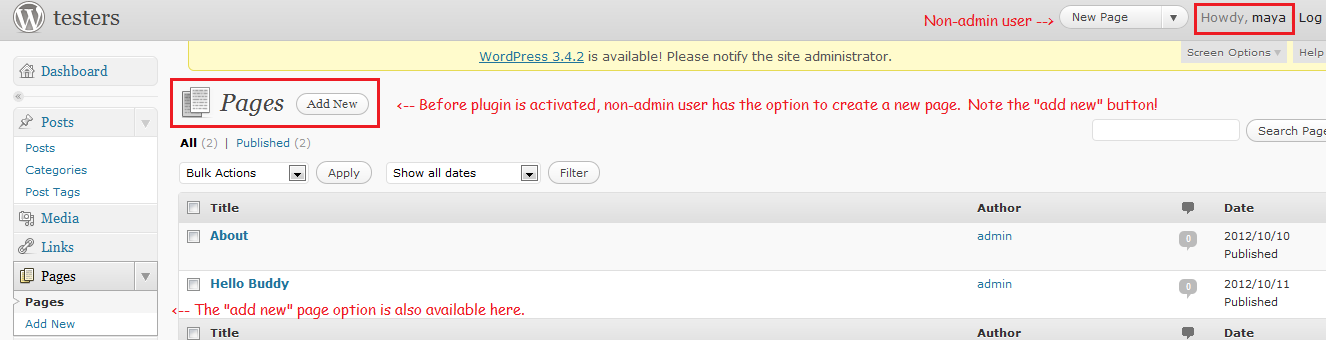 testers
Non-admin user -->
New Page
Howdy, maya
Log
WordPress 3.4.2 is available! Please notify the site administrator.
Screen Options
Help
Dashboard
Pages
Add New
<-- Before plugin is activated, non-admin user has the option to create a new page. Note the "add new" button!
Posts
Posts
Categories
Post Tags
Media
Links
Pages
Pages
Add New
All (2) | Published (2)
Search Page
Bulk Actions
Apply
Show all dates
Filter
Title Author Date
About admin 0 2012/10/10
Published
Hello Buddy admin 0 2012/10/11
Published
<-- The "add new" page option is also available here.
Title Author Date